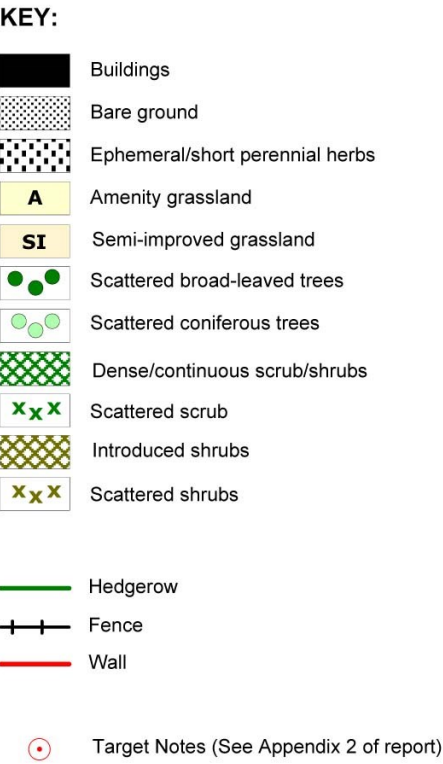 KEY:
Buildings
Bare ground
Ephemeral/short perennial herbs
A Amenity grassland
SI Semi-improved grassland
Scattered broad-leaved trees
Scattered coniferous trees
Dense/continuous scrub/shrubs
x x x Scattered scrub
Introduced shrubs
x x x Scattered shrubs
Hedgerow
Fence
Wall
Target Notes (See Appendix 2 of report)